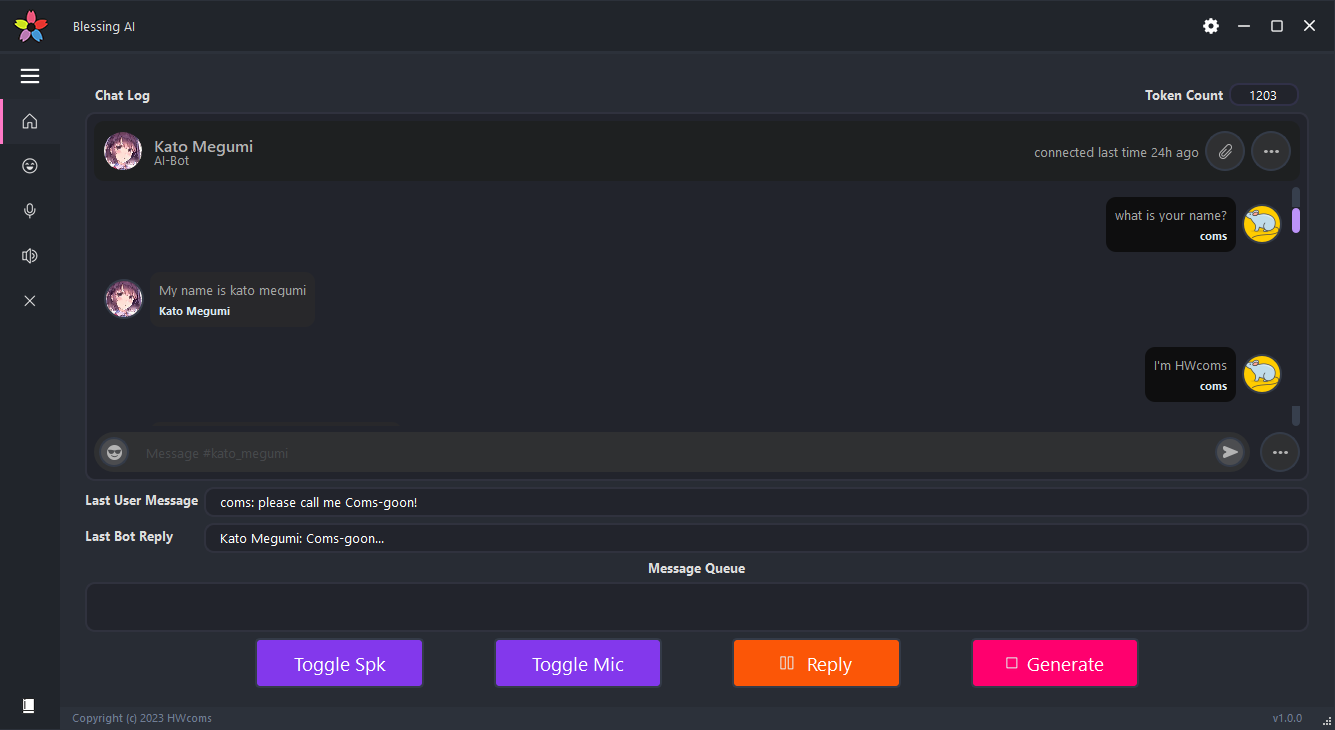 Blessing AI
Chat Log
Token Count 1203
Kato Megumi
AI-Bot
connected last time 24h ago
what is your name?
coms
My name is kato megumi
Kato Megumi
I'm HWcoms
coms
Message #kato_megumi
Last User Message coms: please call me Coms-goon!
Last Bot Reply Kato Megumi: Coms-goon...
Message Queue
Toggle Spk
Toggle Mic
Reply
Generate
Copyright (c) 2023 HWcoms
v1.0.0